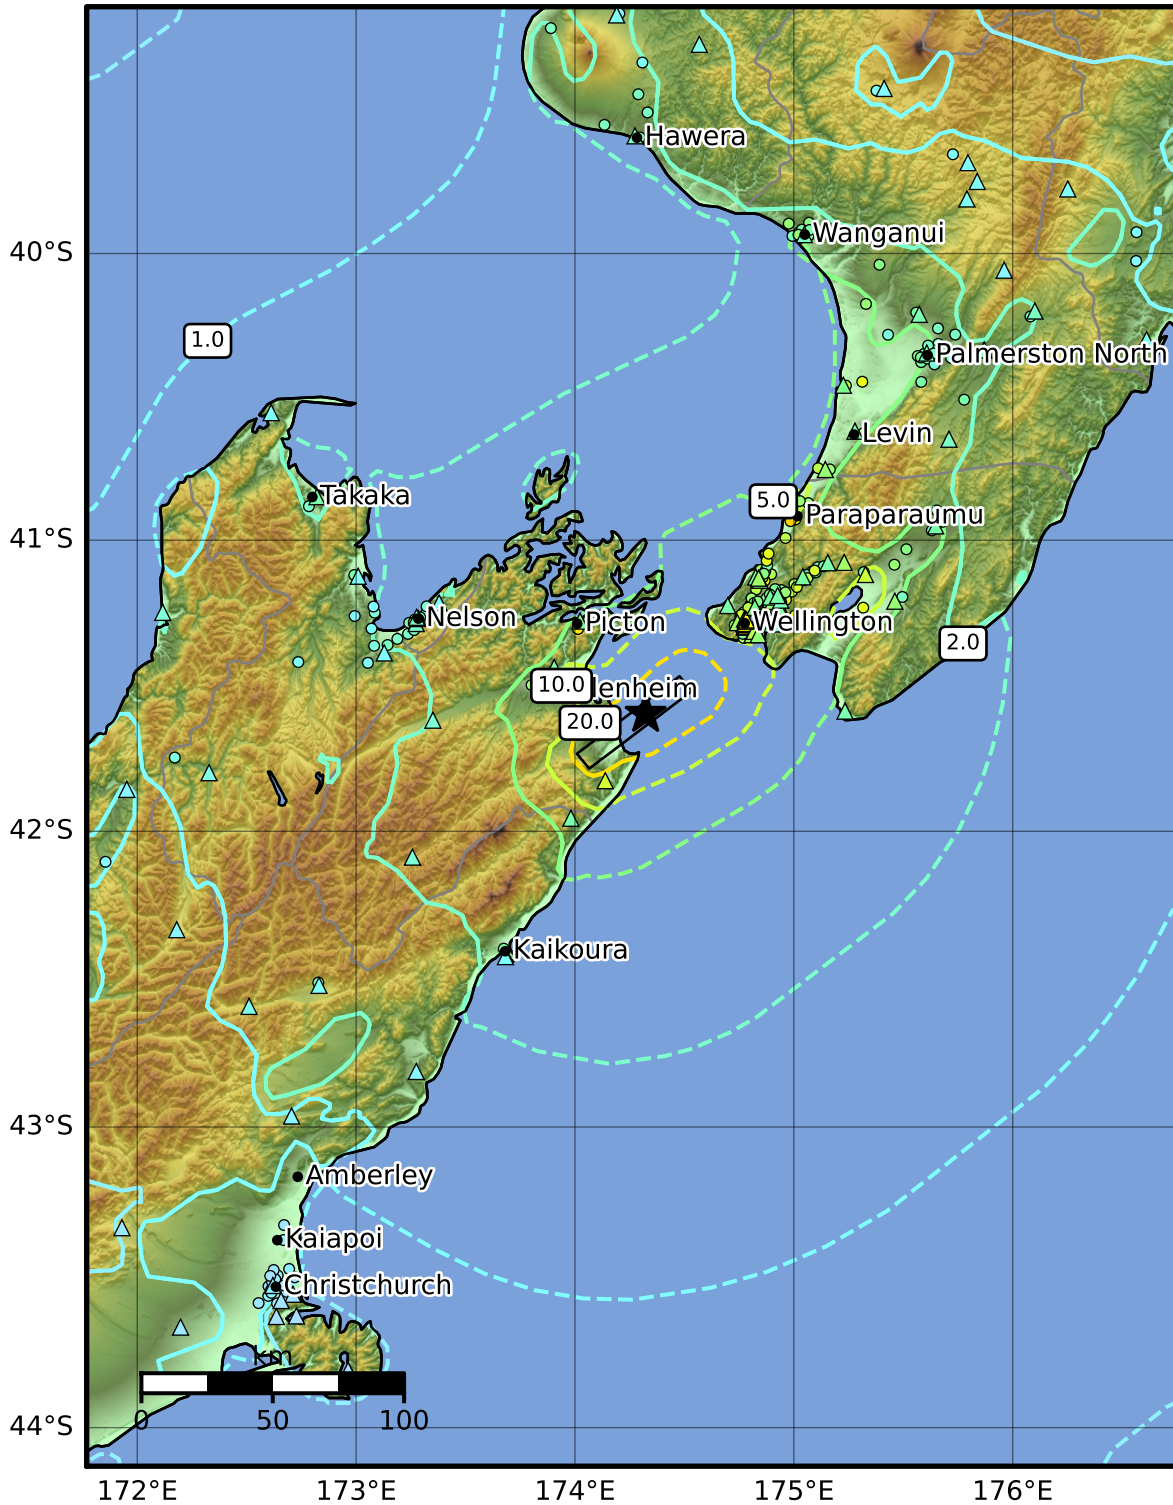 Hawera
Wanganui
40°S
1.0
Palmerston North
Levin
Takaka
5.0
Paraparaumu
41°S
Nelson
Picton
Wellington
2.0
10.0
lenheim
20.0
42°S
Kaikoura
43°S
Amberley
Kaiapoi
Christchurch
km
0 50 100
44°S
172°E 173°E 174°E 175°E 176°E